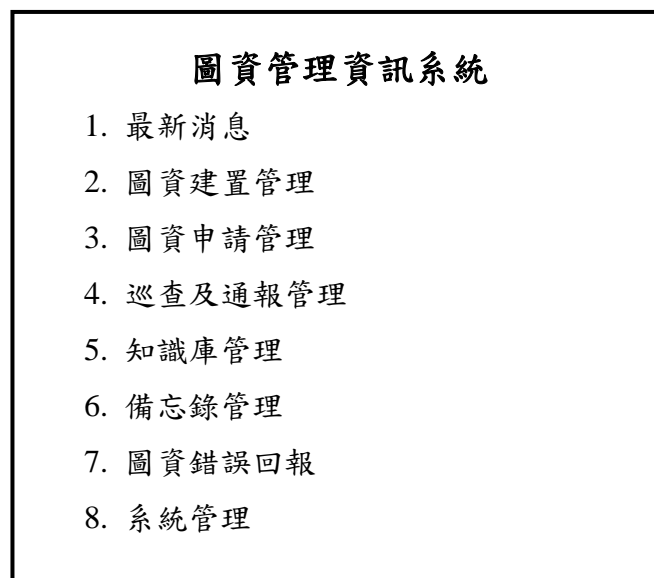 圖資管理資訊系統
1. 最新消息
2. 圖資建置管理
3. 圖資申請管理
4. 巡查及通報管理
5. 知識庫管理
6. 備忘錄管理
7. 圖資錯誤回報
8. 系統管理